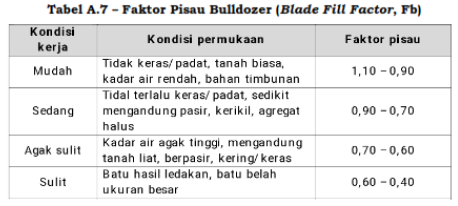 Tabel A.7 – Faktor Pisau Bulldozer (Blade Fill Factor, Fb)
Kondisi kerja Kondisi permukaan Faktor pisau
Mudah Tidak keras/ padat, tanah biasa, kadar air rendah, bahan timbunan 1,10 – 0,90
Sedang Tidal terlalu keras/ padat, sedikit mengandung pasir, kerikil, agregat halus 0,90 – 0,70
Agak sulit Kadar air agak tinggi, mengandung tanah liat, berpasir, kering/ keras 0,70 – 0,60
Sulit Batu hasil ledakan, batu belah ukuran besar 0,60 – 0,40